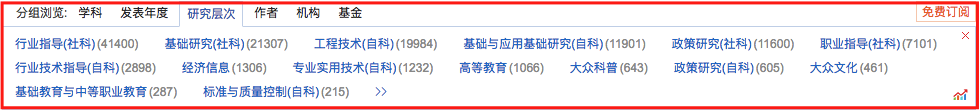 分组浏览: 学科 发表年度 研究层次 作者 机构 基金 免费订阅
行业指导(社科)(41400) 基础研究(社科)(21307) 工程技术(自科)(19984) 基础与应用基础研究(自科)(11901) 政策研究(社科)(11600) 职业指导(社科)(7101)
行业技术指导(自科)(2898) 经济信息(1306) 专业实用技术(自科)(1232) 高等教育(1066) 大众科普(643) 政策研究(自科)(605) 大众文化(461)
基础教育与中等职业教育(287) 标准与质量控制(自科)(215) >>